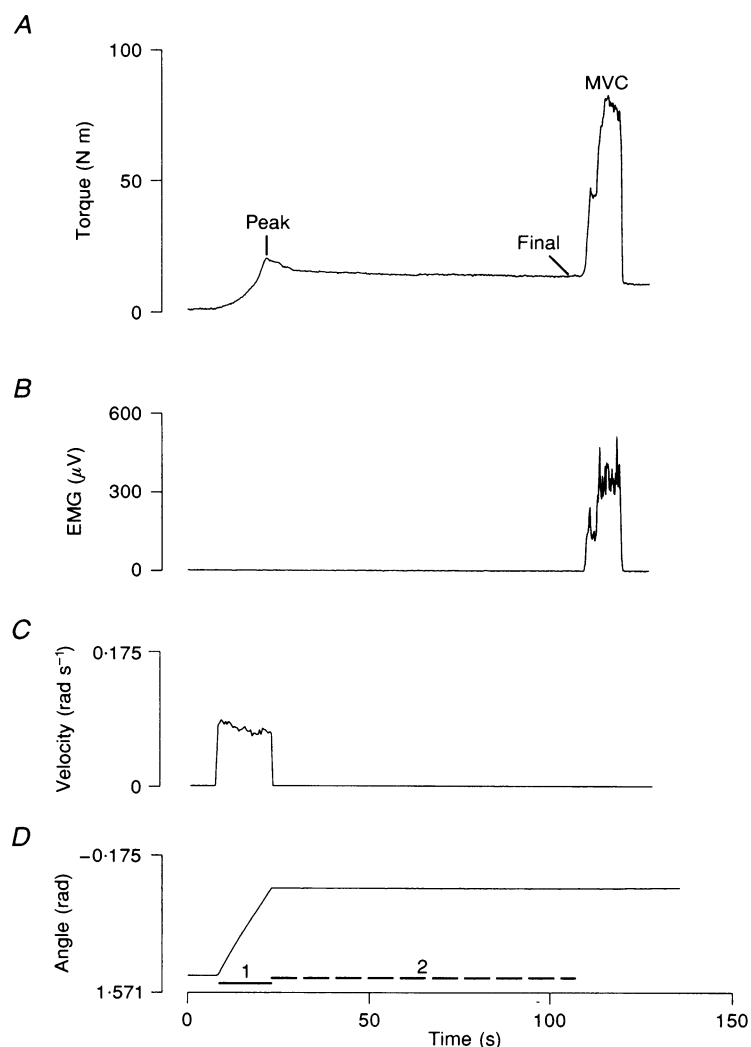 A
100
50
0
Torque (N m)
Peak
Final
MVC
B
600
300
0
EMG (μV)
C
0·175
0
Velocity (rad s⁻¹)
D
−0·175
1·571
Angle (rad)
1
2
0
50
100
150
Time (s)